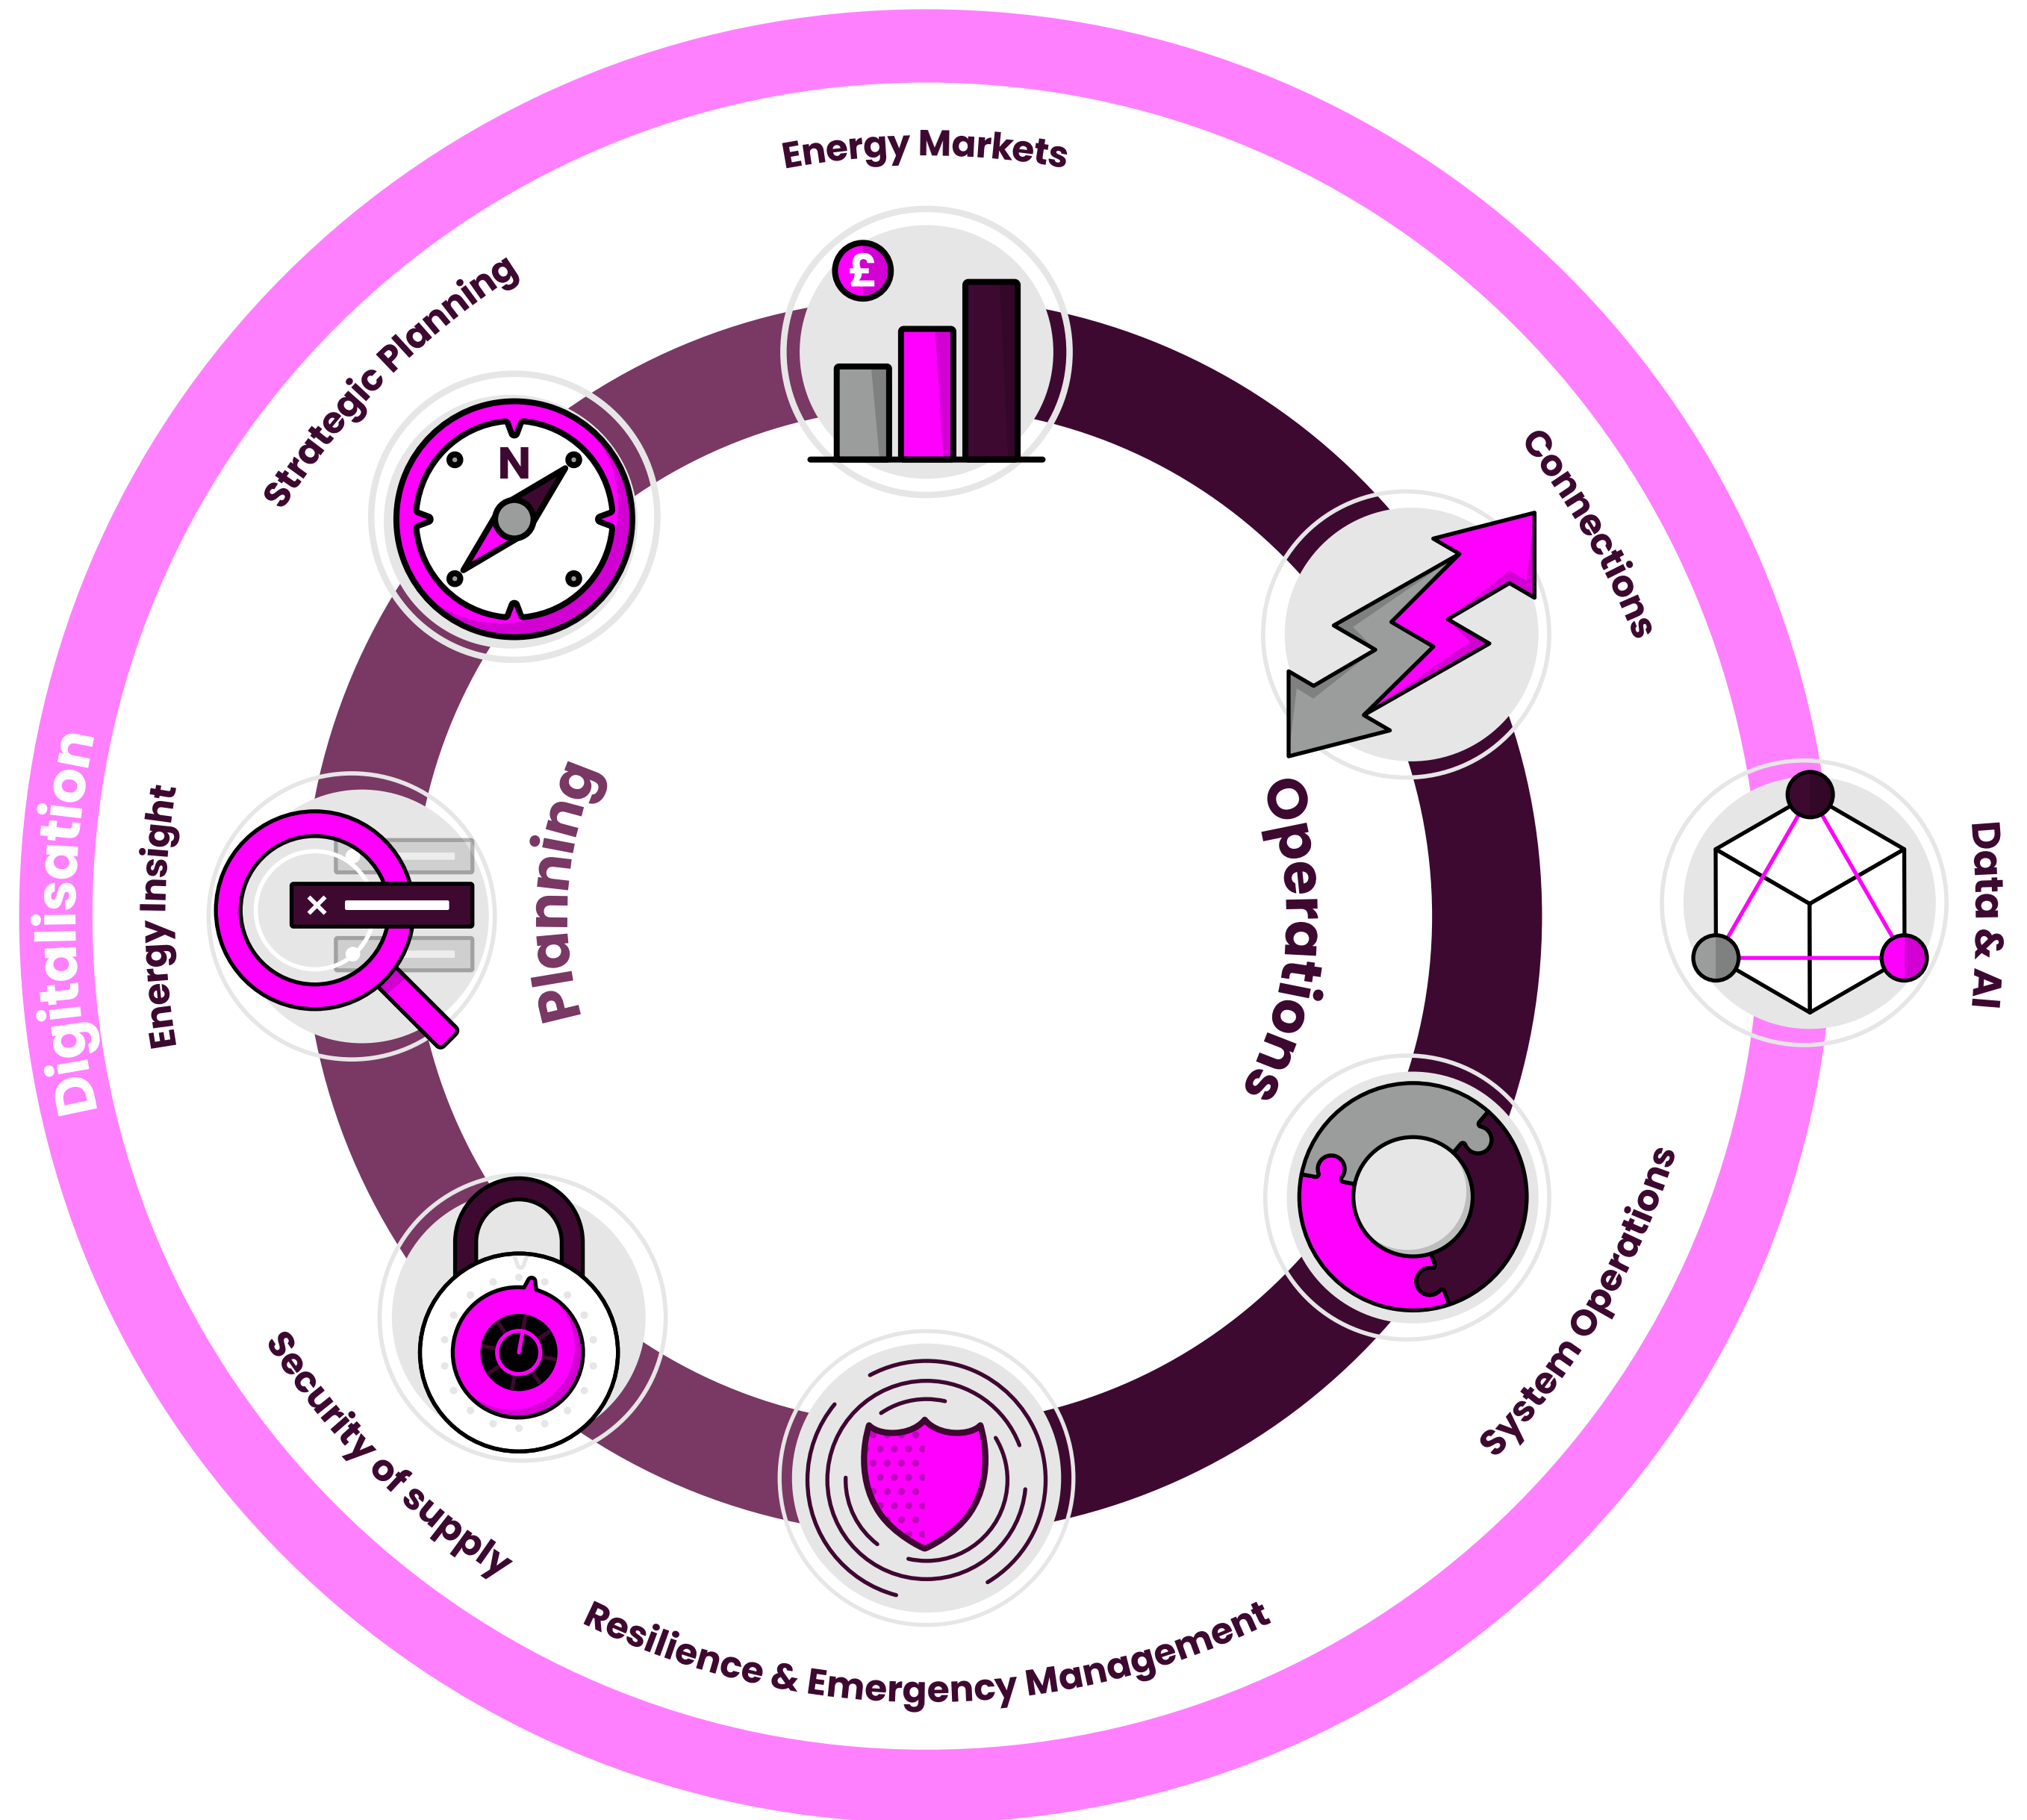 Energy Markets
£
Strategic Planning
N
Connections
Digitalisation
Energy Insight
Planning
Operations
Data & AI
System Operations
Security of supply
Resilience & Emergency Management